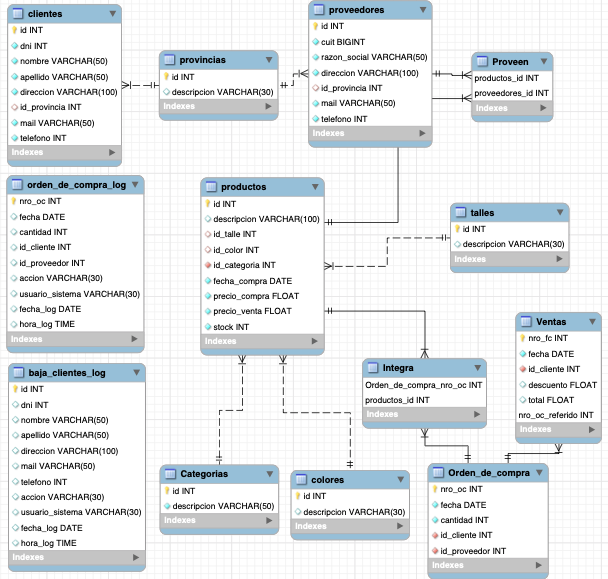 clientes
id INT
dni INT
nombre VARCHAR(50)
apellido VARCHAR(50)
direccion VARCHAR(100)
id_provincia INT
mail VARCHAR(50)
telefono INT
Indexes
provincias
id INT
descripcion VARCHAR(30)
Indexes
proveedores
id INT
cuit BIGINT
razon_social VARCHAR(50)
direccion VARCHAR(100)
id_provincia INT
mail VARCHAR(50)
telefono INT
Indexes
Proveen
productos_id INT
proveedores_id INT
Indexes
orden_de_compra_log
nro_oc INT
fecha DATE
cantidad INT
id_cliente INT
id_proveedor INT
accion VARCHAR(30)
usuario_sistema VARCHAR(30)
fecha_log DATE
hora_log TIME
Indexes
productos
id INT
descripcion VARCHAR(100)
id_talle INT
id_color INT
id_categoria INT
fecha_compra DATE
precio_compra FLOAT
precio_venta FLOAT
stock INT
Indexes
talles
id INT
descripcion VARCHAR(30)
Indexes
Ventas
nro_fc INT
fecha DATE
id_cliente INT
descuento FLOAT
total FLOAT
nro_oc_referido INT
Indexes
baja_clientes_log
id INT
dni INT
nombre VARCHAR(50)
apellido VARCHAR(50)
direccion VARCHAR(100)
mail VARCHAR(50)
telefono INT
accion VARCHAR(30)
usuario_sistema VARCHAR(30)
fecha_log DATE
hora_log TIME
Indexes
Integra
Orden_de_compra_nro_oc INT
productos_id INT
Indexes
Categorias
id INT
descripcion VARCHAR(50)
Indexes
colores
id INT
descripcion VARCHAR(30)
Indexes
Orden_de_compra
nro_oc INT
fecha DATE
cantidad INT
id_cliente INT
id_proveedor INT
Indexes